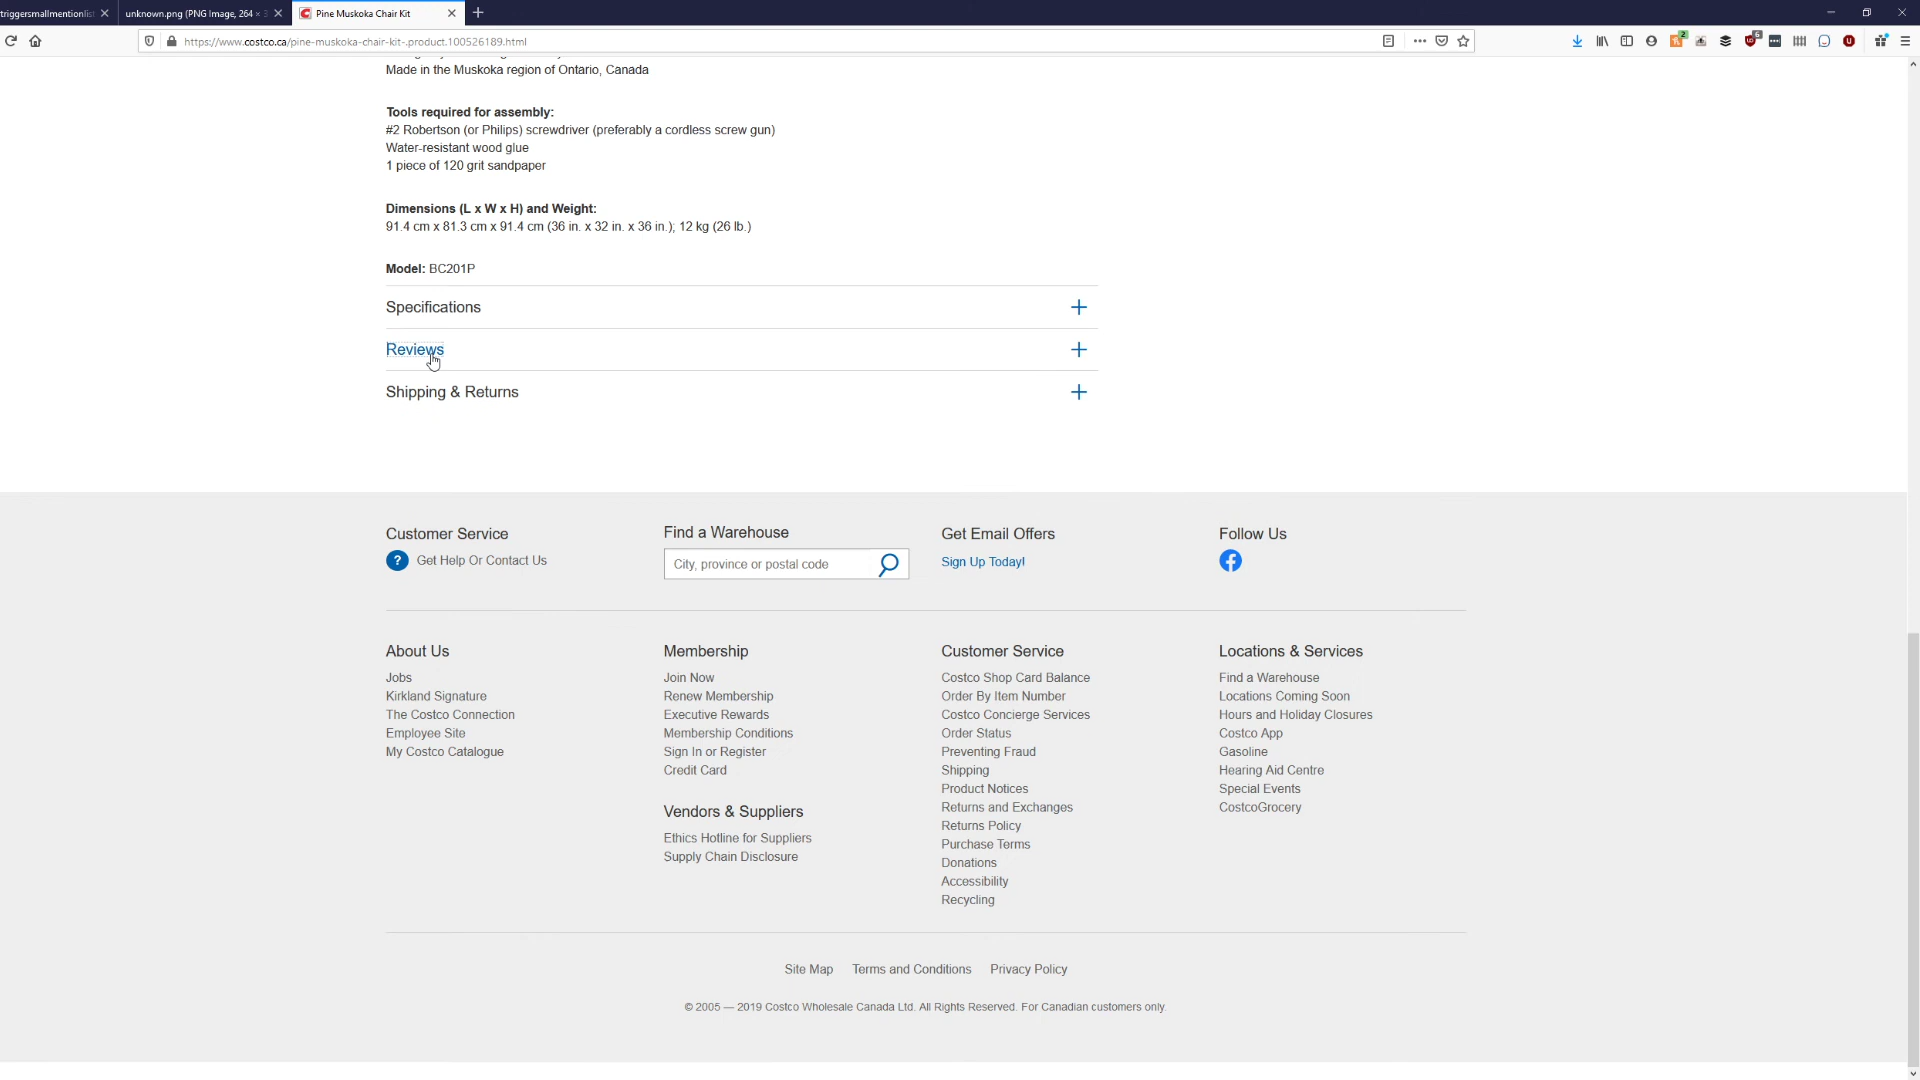 triggersmallmentionlist
unknown.png (PNG Image, 264 ×
Pine Muskoka Chair Kit
https://www.costco.ca/pine-muskoka-chair-kit-.product.100526189.html
2
6
Made in the Muskoka region of Ontario, Canada
Tools required for assembly:
#2 Robertson (or Philips) screwdriver (preferably a cordless screw gun)
Water-resistant wood glue
1 piece of 120 grit sandpaper
Dimensions (L x W x H) and Weight:
91.4 cm x 81.3 cm x 91.4 cm (36 in. x 32 in. x 36 in.); 12 kg (26 lb.)
Model: BC201P
Specifications
Reviews
Shipping & Returns
Customer Service
Find a Warehouse
Get Email Offers
Follow Us
? Get Help Or Contact Us
City, province or postal code
Sign Up Today!
About Us
Jobs
Kirkland Signature
The Costco Connection
Employee Site
My Costco Catalogue
Membership
Join Now
Renew Membership
Executive Rewards
Membership Conditions
Sign In or Register
Credit Card
Vendors & Suppliers
Ethics Hotline for Suppliers
Supply Chain Disclosure
Customer Service
Costco Shop Card Balance
Order By Item Number
Costco Concierge Services
Order Status
Preventing Fraud
Shipping
Product Notices
Returns and Exchanges
Returns Policy
Purchase Terms
Donations
Accessibility
Recycling
Locations & Services
Find a Warehouse
Locations Coming Soon
Hours and Holiday Closures
Costco App
Gasoline
Hearing Aid Centre
Special Events
CostcoGrocery
Site Map Terms and Conditions Privacy Policy
© 2005 — 2019 Costco Wholesale Canada Ltd. All Rights Reserved. For Canadian customers only.